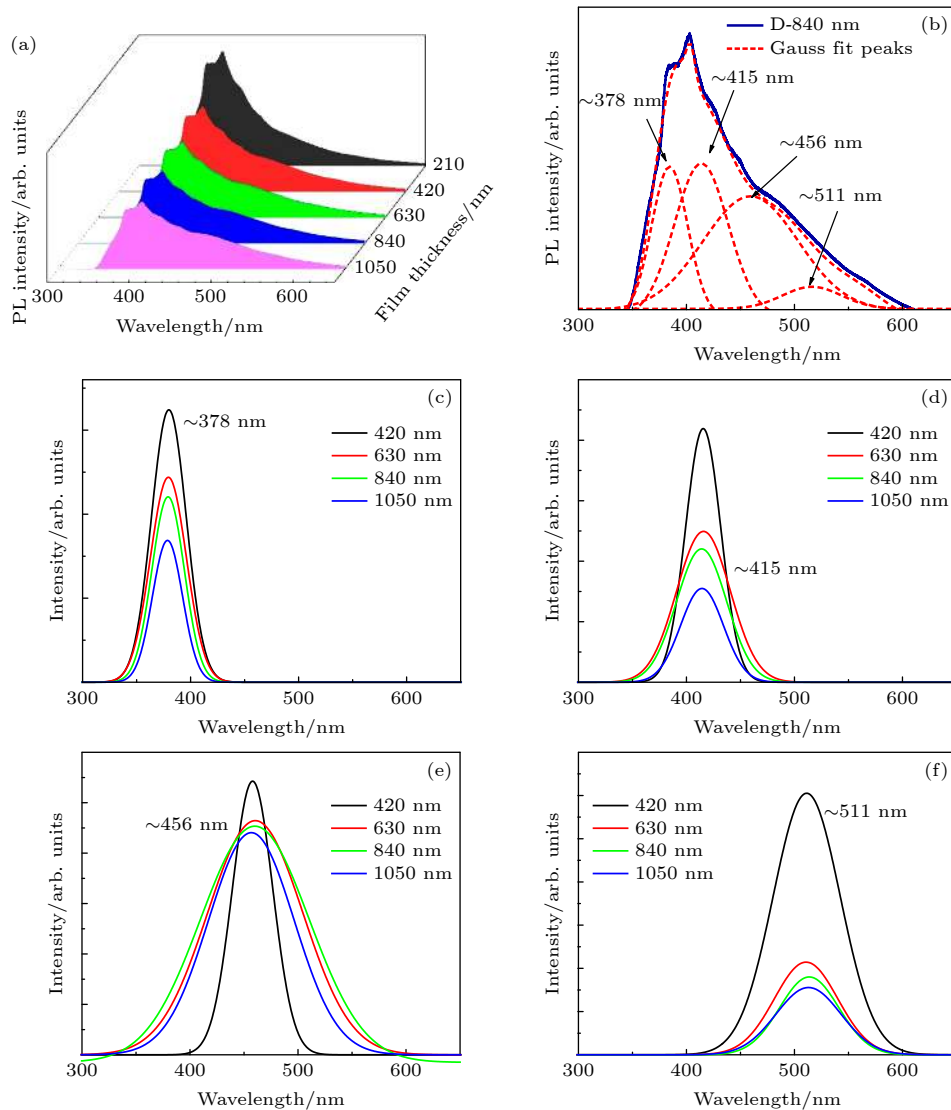 (a)
PL intensity/arb. units
210
420
630
840
1050
Film thickness/nm
300 400 500 600
Wavelength/nm
(b)
D-840 nm
Gauss fit peaks
~378 nm
~415 nm
~456 nm
~511 nm
PL intensity/arb. units
300 400 500 600
Wavelength/nm
(c)
~378 nm
420 nm
630 nm
840 nm
1050 nm
Intensity/arb. units
300 400 500 600
Wavelength/nm
(d)
420 nm
630 nm
840 nm
1050 nm
~415 nm
Intensity/arb. units
300 400 500 600
Wavelength/nm
(e)
~456 nm
420 nm
630 nm
840 nm
1050 nm
Intensity/arb. units
300 400 500 600
Wavelength/nm
(f)
420 nm
630 nm
840 nm
1050 nm
~511 nm
Intensity/arb. units
300 400 500 600
Wavelength/nm